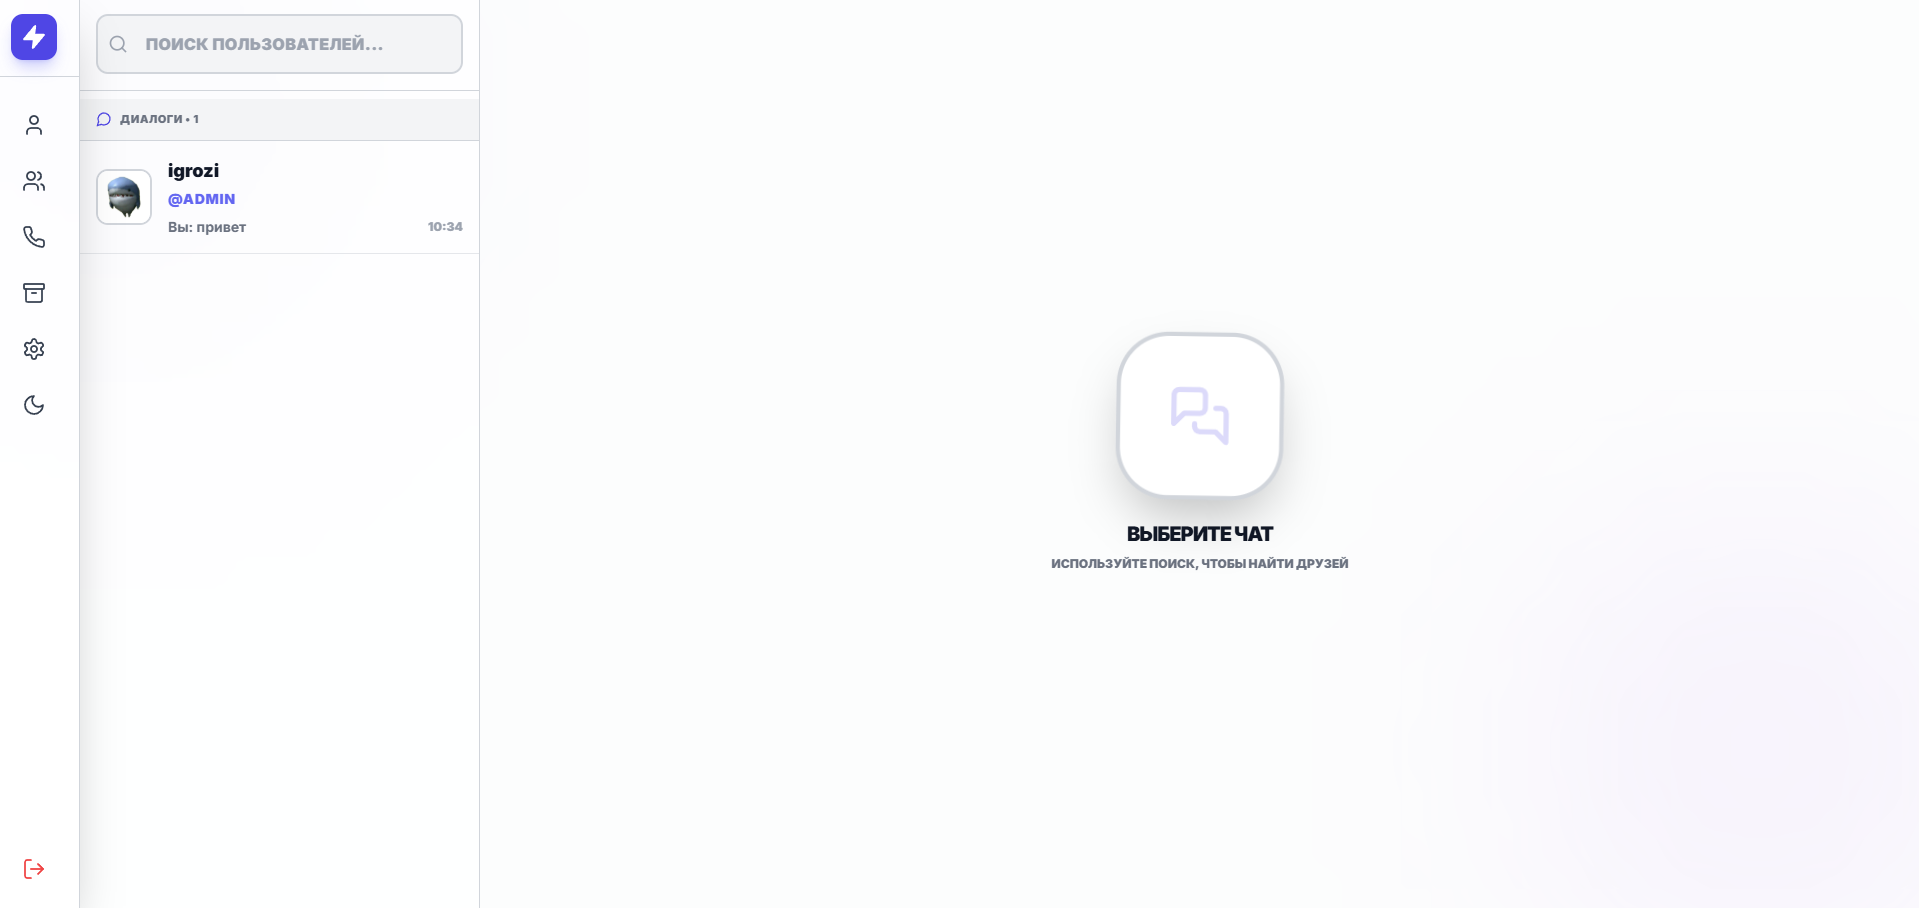 ПОИСК ПОЛЬЗОВАТЕЛЕЙ...
ДИАЛОГИ • 1
igrozi
@ADMIN
Вы: привет 10:34
ВЫБЕРИТЕ ЧАТ
ИСПОЛЬЗУЙТЕ ПОИСК, ЧТОБЫ НАЙТИ ДРУЗЕЙ